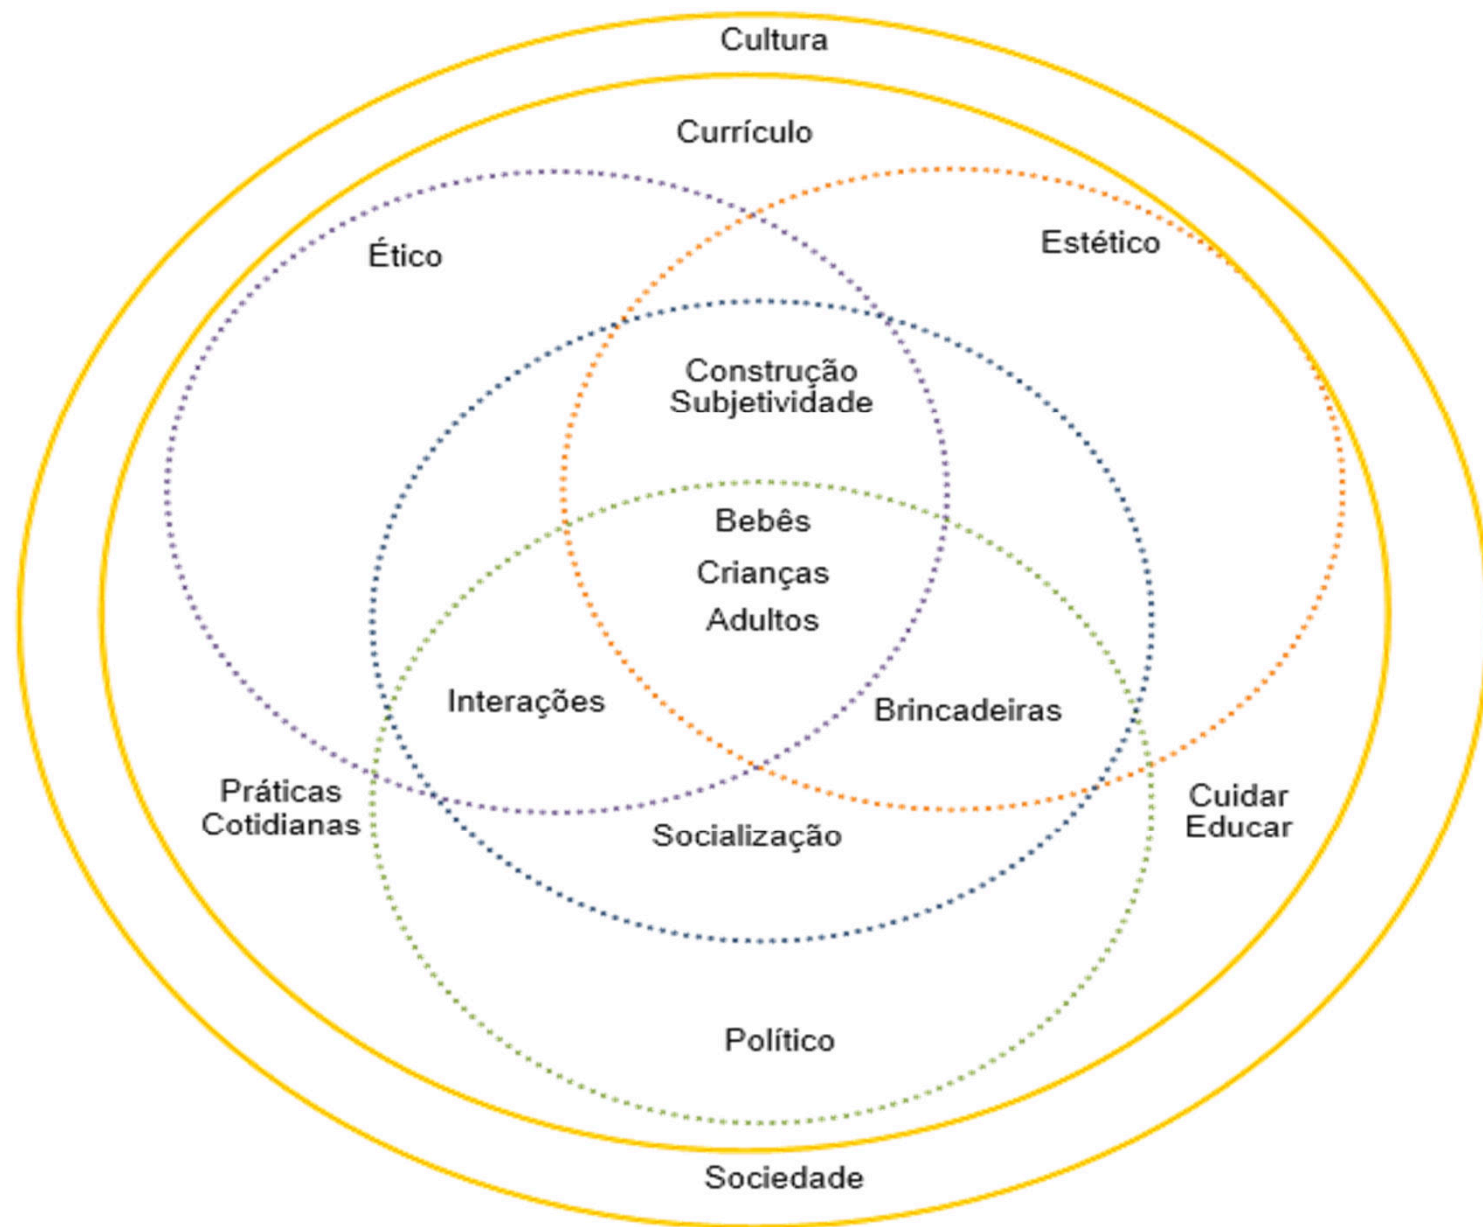 Cultura
Currículo
Ético
Estético
Construção
Subjetividade
Bebês
Crianças
Adultos
Interações
Brincadeiras
Práticas
Cotidianas
Cuidar
Educar
Socialização
Político
Sociedade